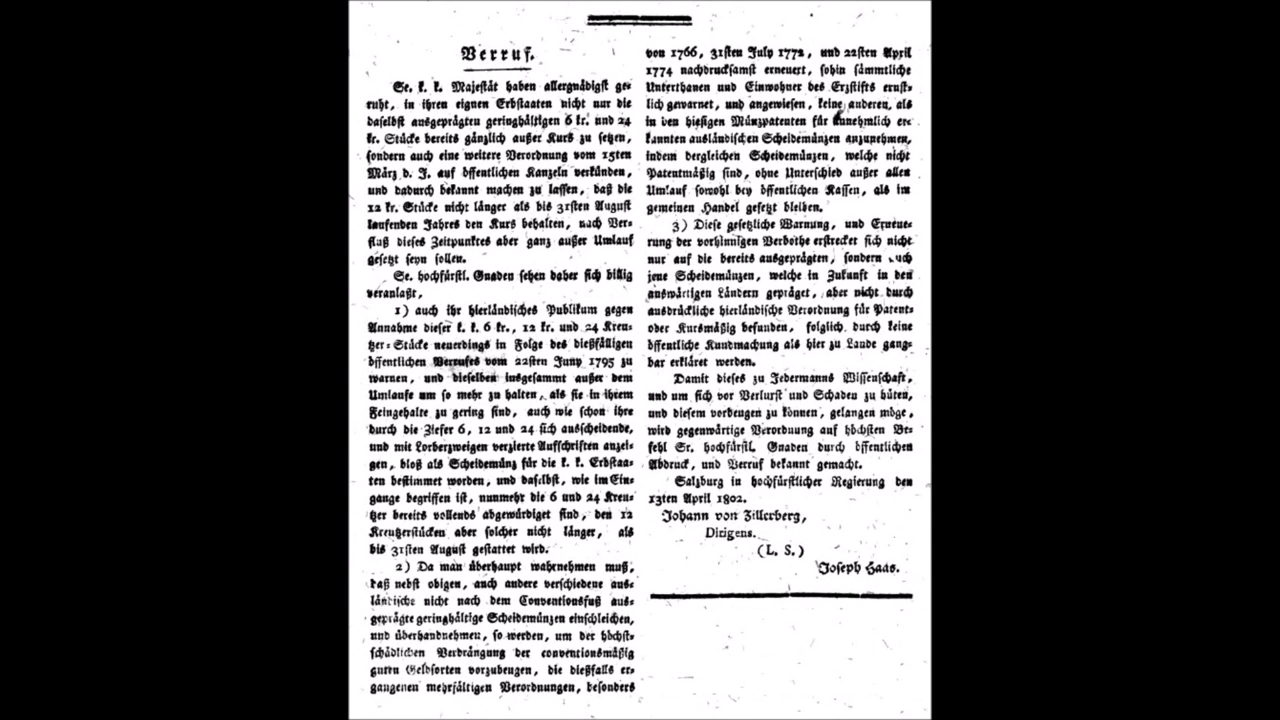 Verruf.
Se. k. k. Majestät haben allergnädigst ge-
ruht, in ihren eignen Erbstaaten nicht nur die
daselbst ausgeprägten geringhältigen 6 kr. und 24
kr. Stücke bereits gänzlich außer Kurs zu setzen,
sondern auch eine weitere Verordnung vom 15ten
März d. J. auf öffentlichen Kanzeln verkünden,
und dadurch bekannt machen zu lassen, daß die
12 kr. Stücke nicht länger als bis 31sten August
laufenden Jahres den Kurs behalten, nach Ver-
fluß dieses Zeitpunktes aber ganz außer Umlauf
gesetzt seyn sollen.
Se. hochfürstl. Gnaden sehen daher sich billig
veranlaßt,
1) auch ihr hierländisches Publikum gegen
Annahme dieser k. k. 6 kr., 12 kr. und 24 Kreu-
tzer-Stücke neuerdings in Folge des dießfälligen
öffentlichen Verrufes vom 22sten Juny 1795 zu
warnen, und dieselben insgesammt außer dem
Umlaufe um so mehr zu halten, als sie in ihrem
Feingehalte zu gering sind, auch wie schon ihre
durch die Ziefer 6, 12 und 24 sich ausscheidende,
und mit Lorberzweigen verzierte Aufschriften anzei-
gen, bloß als Scheidemünz für die k. k. Erbstaa-
ten bestimmet worden, und daselbst, wie im Ein-
gange begriffen ist, nunmehr die 6 und 24 Kreu-
tzer bereits vollends abgewürdiget sind, den 12
Kreutzerstücken aber solcher nicht länger, als
bis 31sten August gestattet wird.
2) Da man überhaupt wahrnehmen muß,
daß nebst obigen, auch andere verschiedene aus-
ländische nicht nach dem Conventionsfuß aus-
geprägte geringhältige Scheidemünzen einschleichen,
und überhandnehmen, so werden, um der höchst-
schädlichen Verdrängung der conventionsmäßig
guten Geldsorten vorzubeugen, die dießfalls er-
gangenen mehrfältigen Verordnungen, besonders
von 1766, 31sten July 1772, und 22sten April
1774 nachdrucksamst erneuert, sohin sämmtliche
Unterthanen und Einwohner des Erzstifts ernst-
lich gewarnet, und angewiesen, keine anderen, als
in den hiesigen Münzpatenten für annehmlich er-
kannten ausländischen Scheidemünzen anzunehmen,
indem dergleichen Scheidemünzen, welche nicht
Patentmäßig sind, ohne Unterschied außer allen
Umlauf sowohl bey öffentlichen Kassen, als im
gemeinen Handel gesetzt bleiben.
3) Diese gesetzliche Warnung, und Erneue-
rung der vorhinnigen Verbothe erstrecket sich nicht
nur auf die bereits ausgeprägten, sondern auch
jene Scheidemünzen, welche in Zukunft in den
auswärtigen Ländern gepräget, aber nicht durch
ausdrückliche hierländische Verordnung für Patent-
oder Kursmäßig befunden, folglich durch keine
öffentliche Kundmachung als hier zu Lande gang-
bar erkläret werden.
Damit dieses zu Jedermanns Wissenschaft,
und um sich vor Verlurst und Schaden zu hüten,
und diesem vorbeugen zu können, gelangen möge,
wird gegenwärtige Verordnung auf höchsten Be-
fehl Sr. hochfürstl. Gnaden durch öffentlichen
Abdruck, und Verruf bekannt gemacht.
Salzburg in hochfürstlicher Regierung den
13ten April 1802.
Johann von Zillerberg,
Dirigens.
(L. S.)
Joseph Haas.